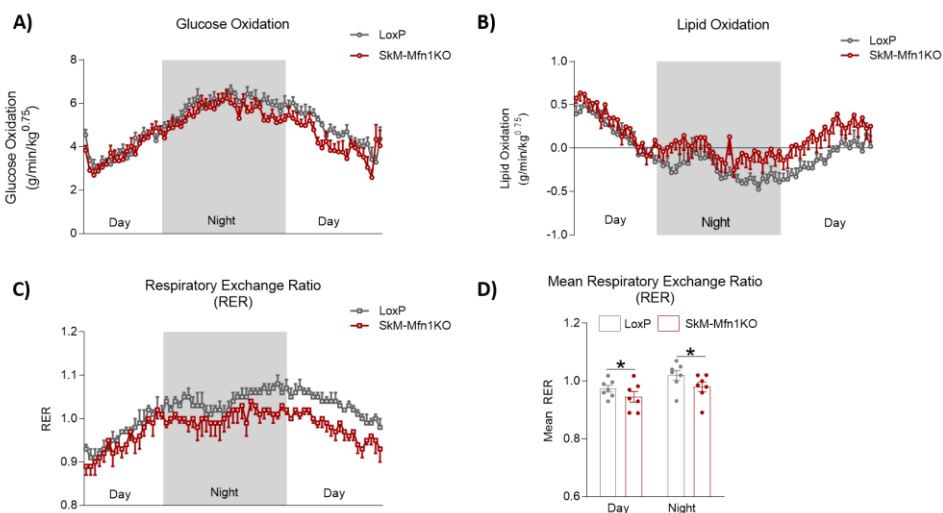 A)
Glucose Oxidation
LoxP
SkM-Mfn1KO
Glucose Oxidation
(g/min/kg^0.75)
8
6
4
2
0
Day
Night
Day
B)
Lipid Oxidation
LoxP
SkM-Mfn1KO
Lipid Oxidation
(g/min/kg^0.75)
1.0
0.5
0.0
-0.5
-1.0
Day
Night
Day
C)
Respiratory Exchange Ratio
(RER)
LoxP
SkM-Mfn1KO
RER
1.2
1.1
1.0
0.9
0.8
Day
Night
Day
D)
Mean Respiratory Exchange Ratio
(RER)
LoxP
SkM-Mfn1KO
Mean RER
1.2
1.0
0.8
0.6
*
*
Day
Night